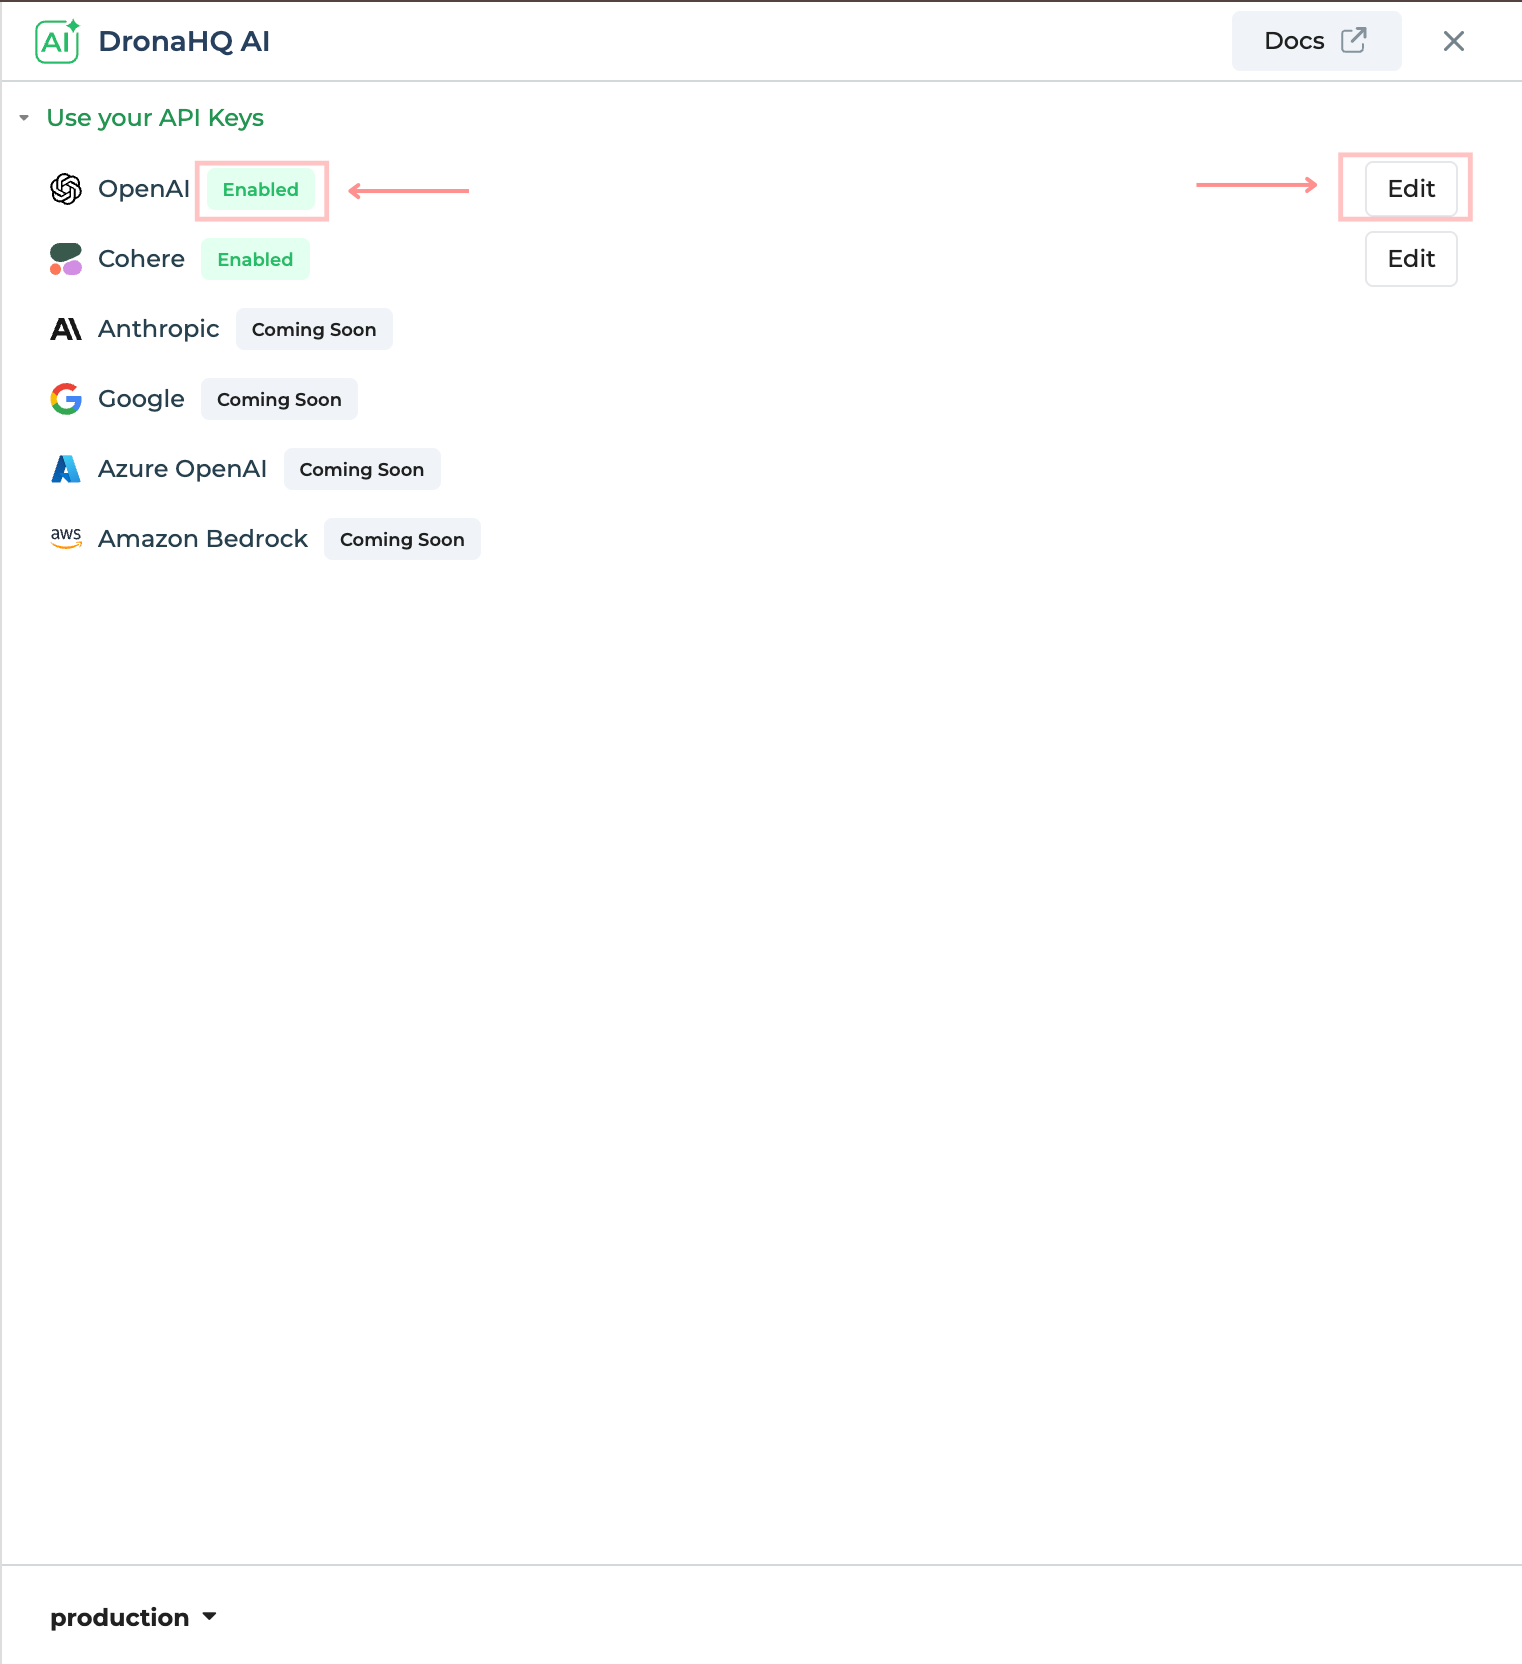 AI DronaHQ AI Docs
Use your API Keys
OpenAI Enabled Edit
Cohere Enabled Edit
Anthropic Coming Soon
Google Coming Soon
Azure OpenAI Coming Soon
aws Amazon Bedrock Coming Soon
production